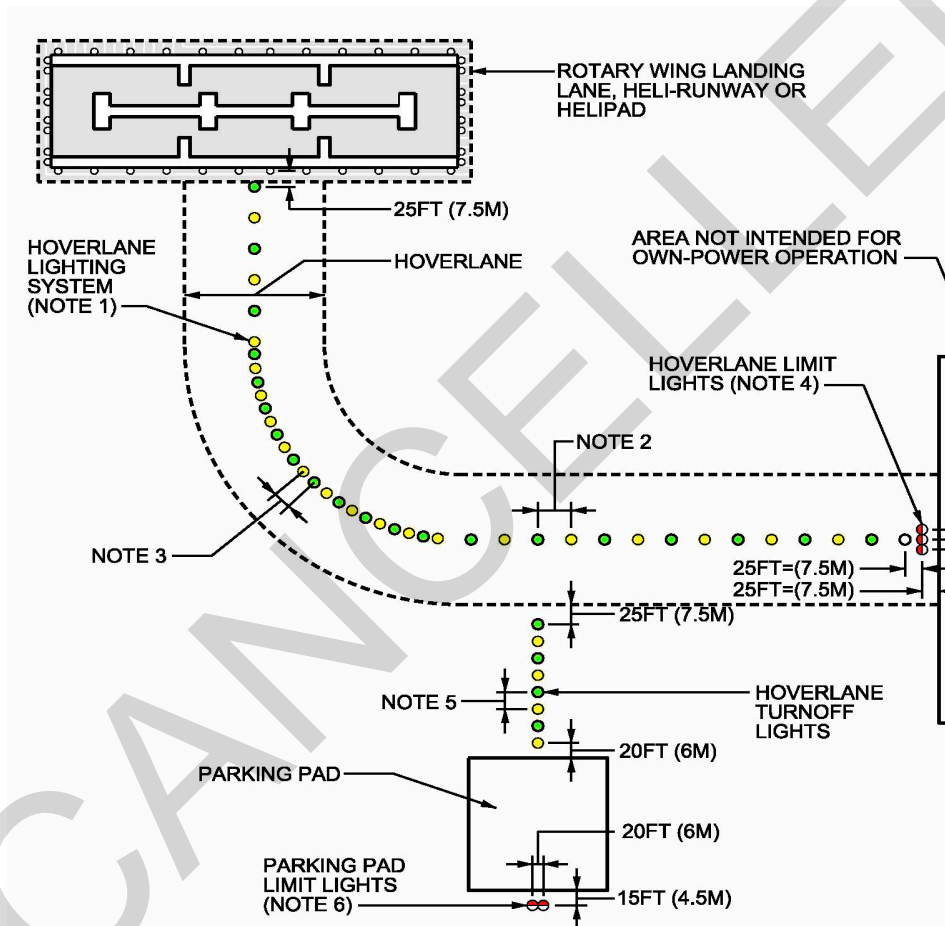 ROTARY WING LANDING
LANE, HELI-RUNWAY OR
HELIPAD
25FT (7.5M)
HOVERLANE
LIGHTING
SYSTEM
(NOTE 1)
HOVERLANE
AREA NOT INTENDED FOR
OWN-POWER OPERATION
HOVERLANE LIMIT
LIGHTS (NOTE 4)
NOTE 2
NOTE 3
25FT=(7.5M)
25FT=(7.5M)
25FT (7.5M)
NOTE 5
HOVERLANE
TURNOFF
LIGHTS
20FT (6M)
PARKING PAD
20FT (6M)
PARKING PAD
LIMIT LIGHTS
(NOTE 6)
15FT (4.5M)
CANCELLE